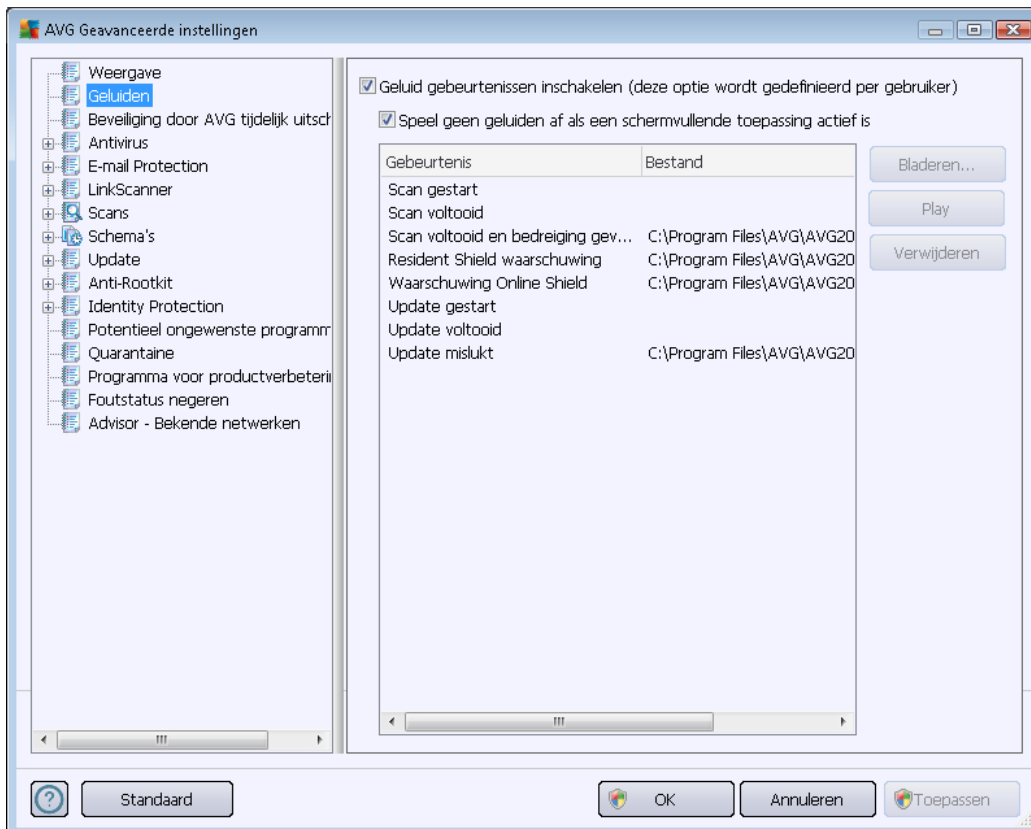 AVG Geavanceerde instellingen
Weergave
Geluiden
Beveiliging door AVG tijdelijk uitsch
Antivirus
E-mail Protection
LinkScanner
Scans
Schema's
Update
Anti-Rootkit
Identity Protection
Potentieel ongewenste programm
Quarantaine
Programma voor productverbeterin
Foutstatus negeren
Advisor - Bekende netwerken
Geluid gebeurtenissen inschakelen (deze optie wordt gedefinieerd per gebruiker)
Speel geen geluiden af als een schermvullende toepassing actief is
Gebeurtenis Bestand
Scan gestart
Scan voltooid
Scan voltooid en bedreiging gev... C:\Program Files\AVG\AVG20
Resident Shield waarschuwing C:\Program Files\AVG\AVG20
Waarschuwing Online Shield C:\Program Files\AVG\AVG20
Update gestart
Update voltooid
Update mislukt C:\Program Files\AVG\AVG20
Bladeren...
Play
Verwijderen
Standaard
OK
Annuleren
Toepassen